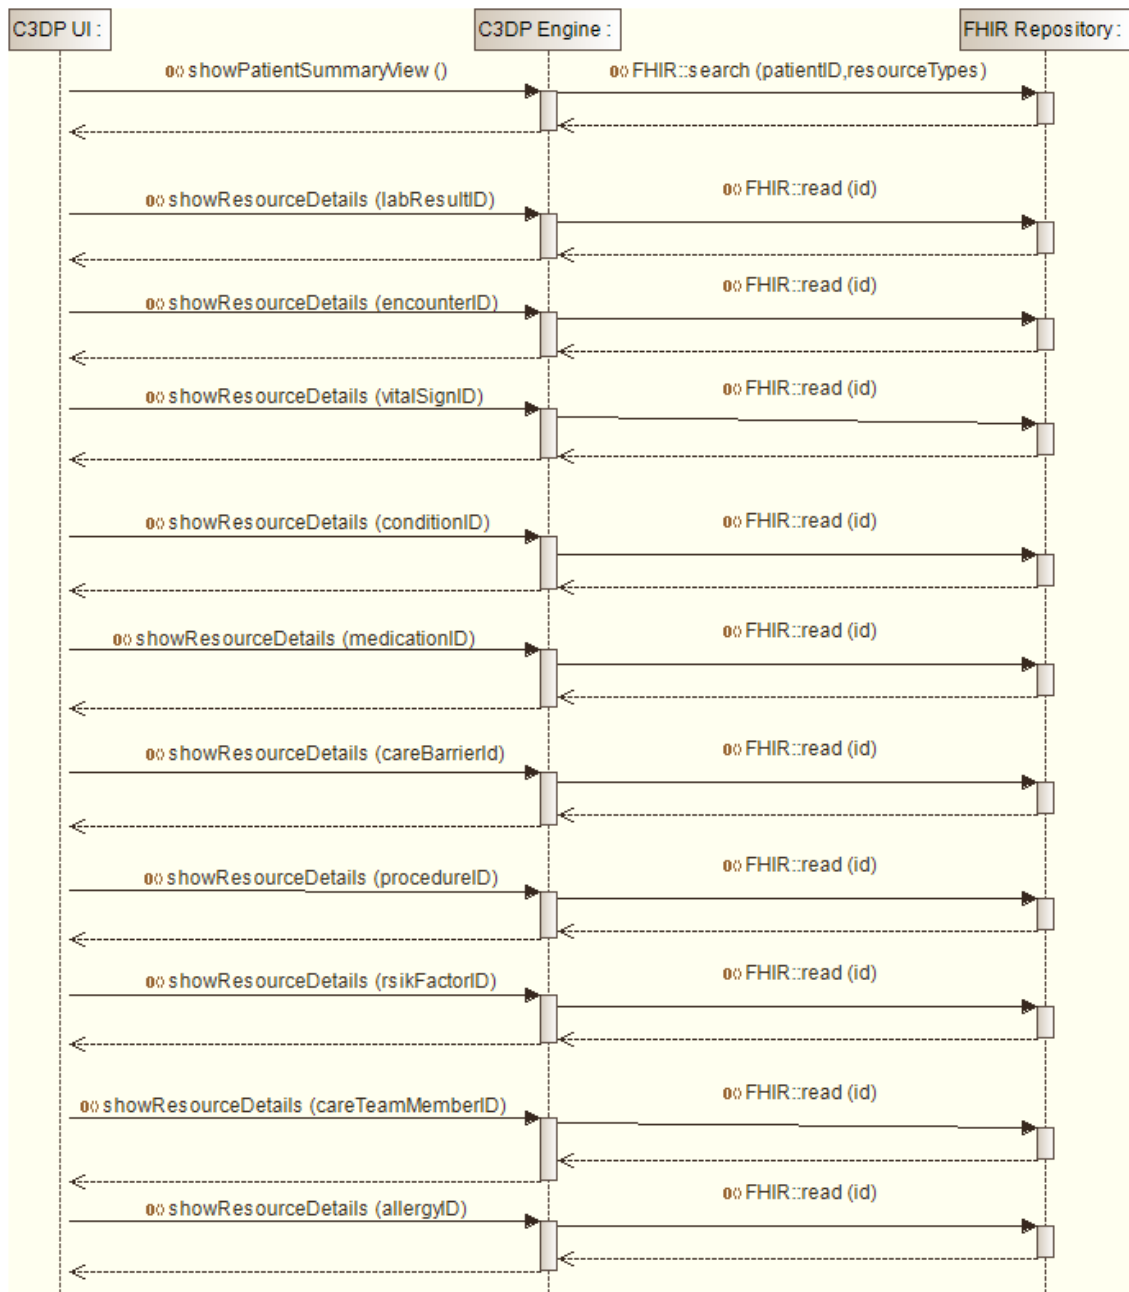 C3DP UI :
C3DP Engine :
FHIR Repository :
showPatientSummaryView ()
FHIR::search (patientID,resourceTypes)
showResourceDetails (labResultID)
FHIR::read (id)
showResourceDetails (encounterID)
FHIR::read (id)
showResourceDetails (vitalSignID)
FHIR::read (id)
showResourceDetails (conditionID)
FHIR::read (id)
showResourceDetails (medicationID)
FHIR::read (id)
showResourceDetails (careBarrierId)
FHIR::read (id)
showResourceDetails (procedureID)
FHIR::read (id)
showResourceDetails (rsikFactorID)
FHIR::read (id)
showResourceDetails (careTeamMemberID)
FHIR::read (id)
showResourceDetails (allergyID)
FHIR::read (id)